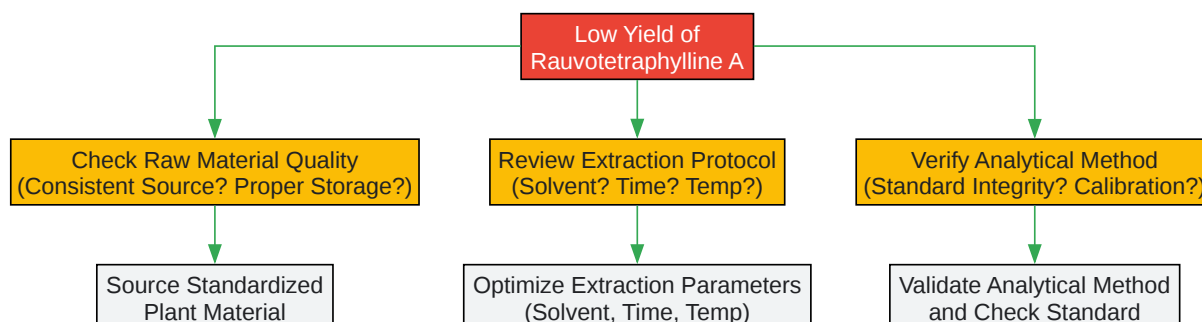 Low Yield of
Rauvotetraphylline A
Check Raw Material Quality
(Consistent Source? Proper Storage?)
Review Extraction Protocol
(Solvent? Time? Temp?)
Verify Analytical Method
(Standard Integrity? Calibration?)
Source Standardized
Plant Material
Optimize Extraction Parameters
(Solvent, Time, Temp)
Validate Analytical Method
and Check Standard